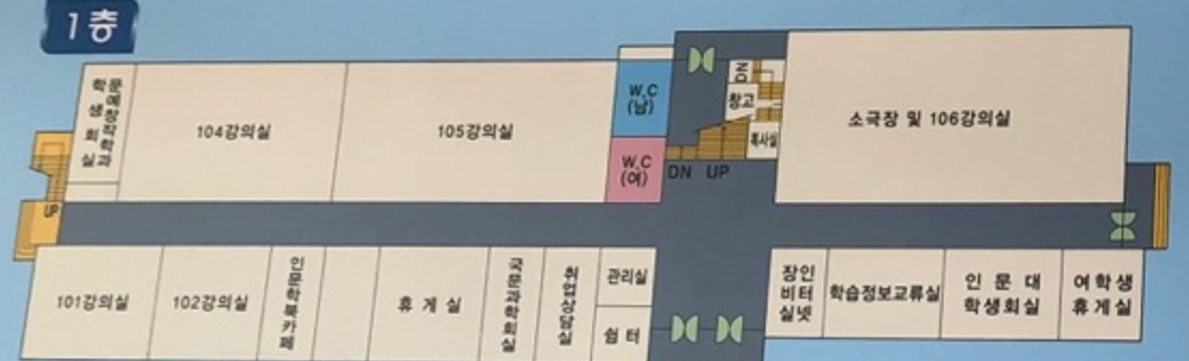 1층
문예창작학과
학생회실
104강의실
105강의실
W.C
(남)
W.C
(여)
DN
창고
복사실
DN UP
소극장 및 106강의실
UP
101강의실
102강의실
인문학북카페
휴게실
국문과학회실
취업상담실
관리실
쉼터
장비실
인터넷
학습정보교류실
인문대
학생회실
여학생
휴게실